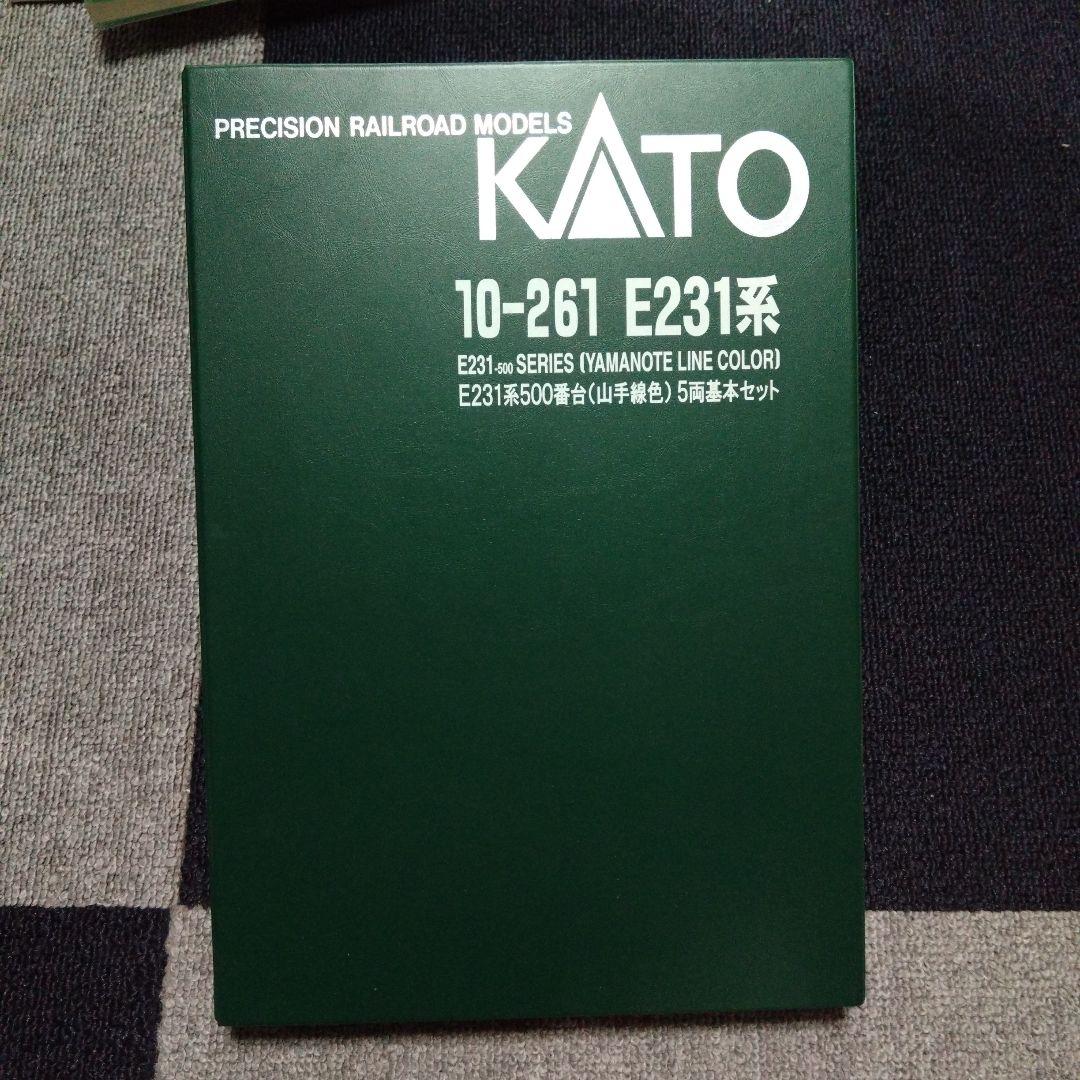 PRECISION RAILROAD MODELS
KATO
10-261 E231系
E231-500 SERIES (YAMANOTE LINE COLOR)
E231系500番台(山手線色) 5両基本セット